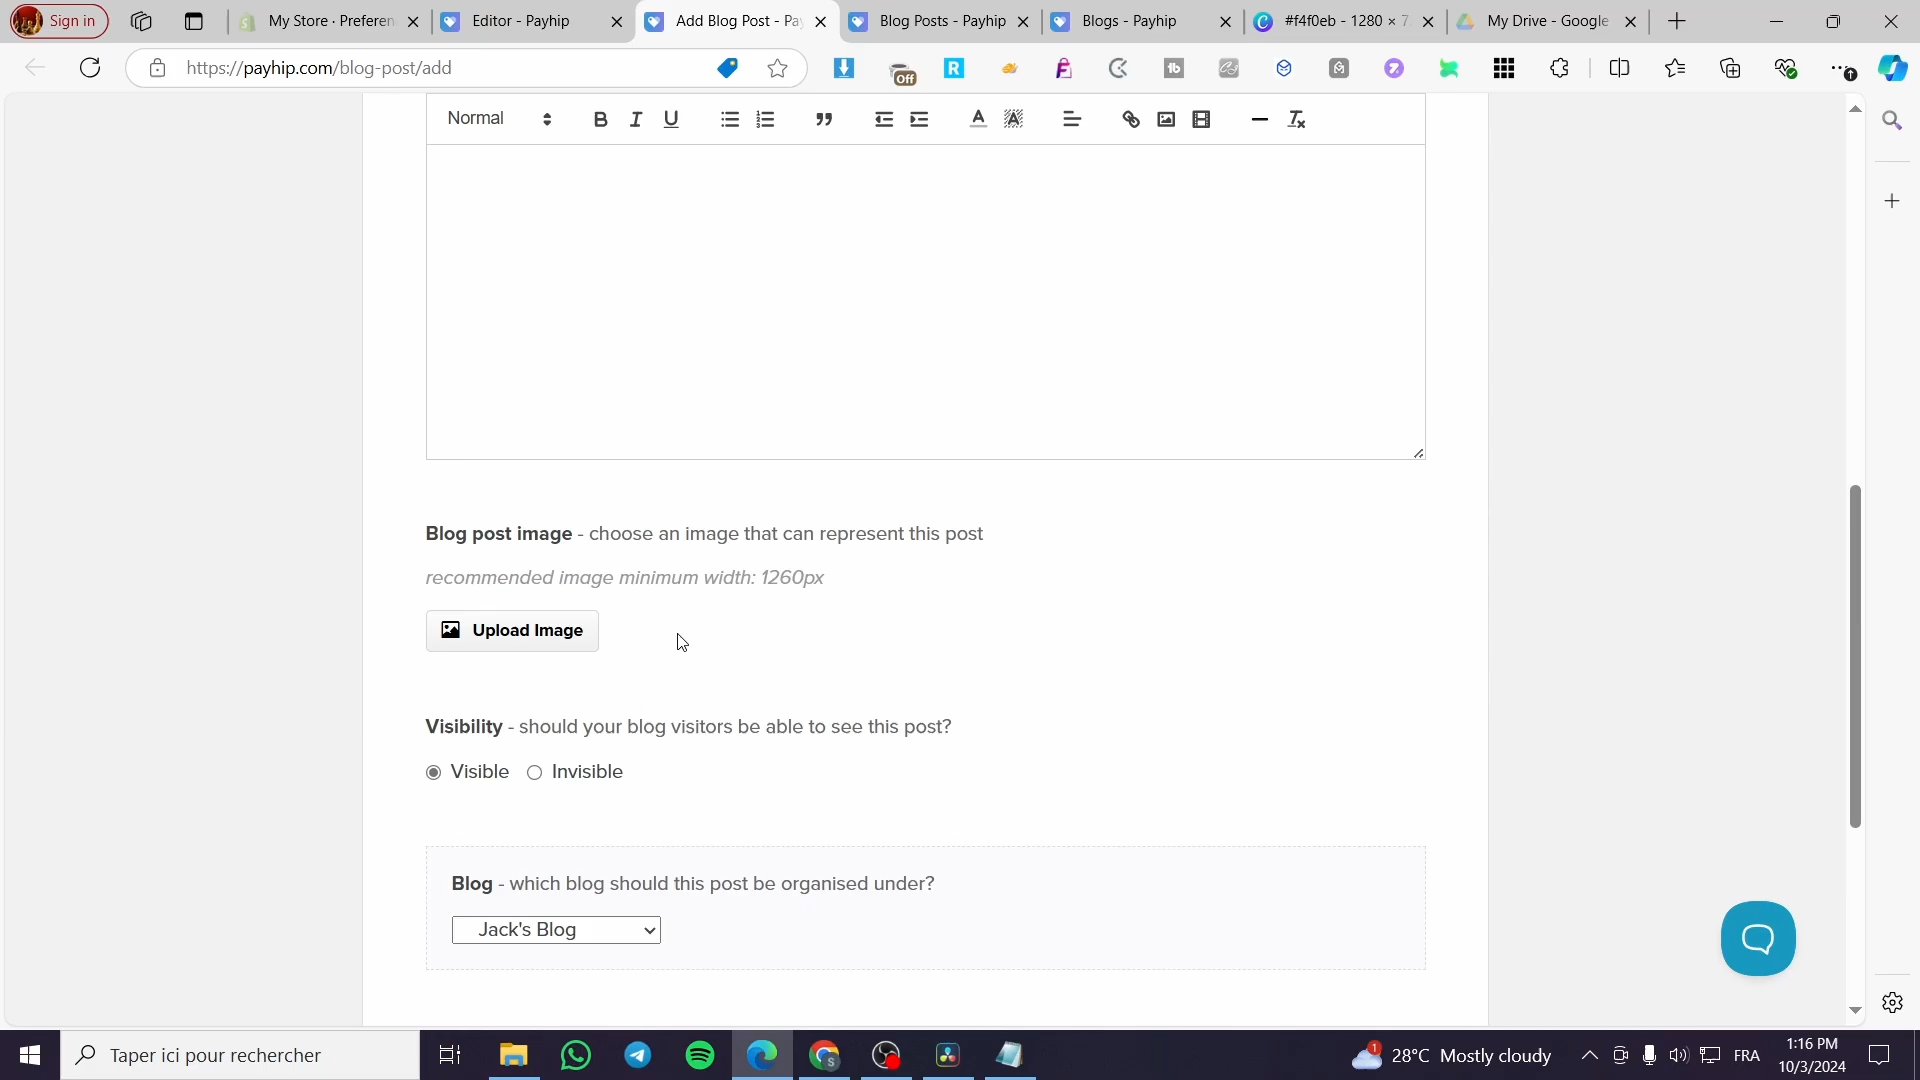 Sign in
My Store · Preferen
Editor - Payhip
Add Blog Post - Pay
Blog Posts - Payhip
Blogs - Payhip
#f4f0eb - 1280 × 7
My Drive - Google
https://payhip.com/blog-post/add
Off
Normal
Blog post image - choose an image that can represent this post
recommended image minimum width: 1260px
Upload Image
Visibility - should your blog visitors be able to see this post?
Visible
Invisible
Blog - which blog should this post be organised under?
Jack's Blog
Taper ici pour rechercher
28°C Mostly cloudy
FRA
1:16 PM
10/3/2024